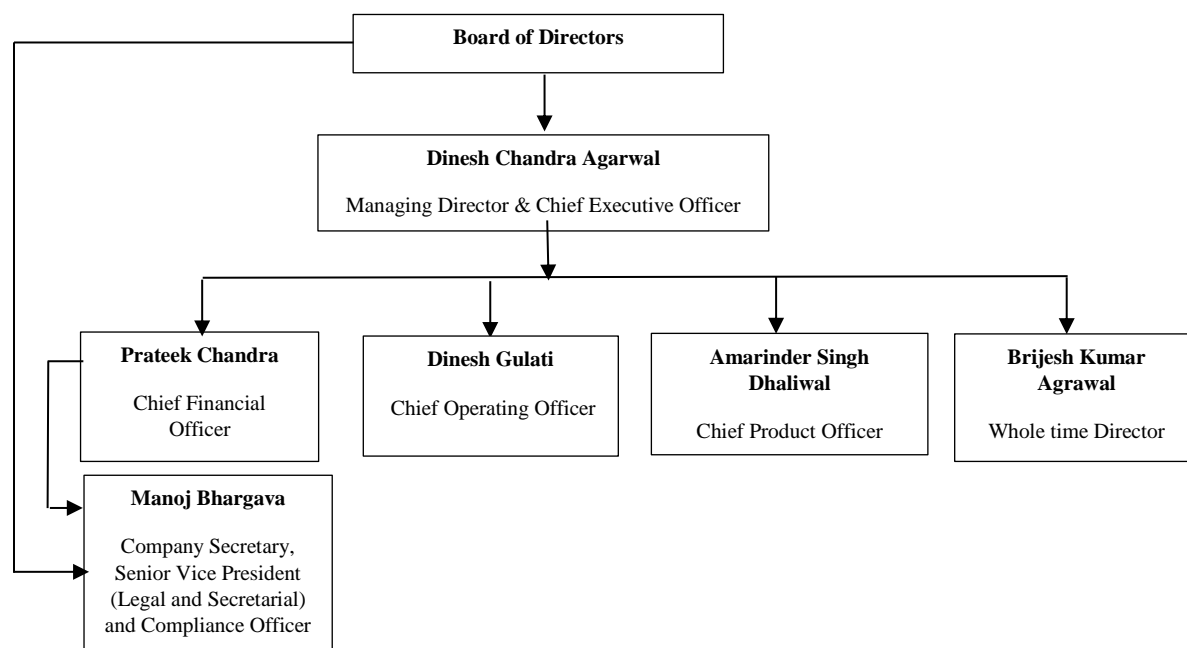 Board of Directors
Dinesh Chandra Agarwal
Managing Director & Chief Executive Officer
Prateek Chandra
Chief Financial
Officer
Dinesh Gulati
Chief Operating Officer
Amarinder Singh
Dhaliwal
Chief Product Officer
Brijesh Kumar
Agrawal
Whole time Director
Manoj Bhargava
Company Secretary,
Senior Vice President
(Legal and Secretarial)
and Compliance Officer